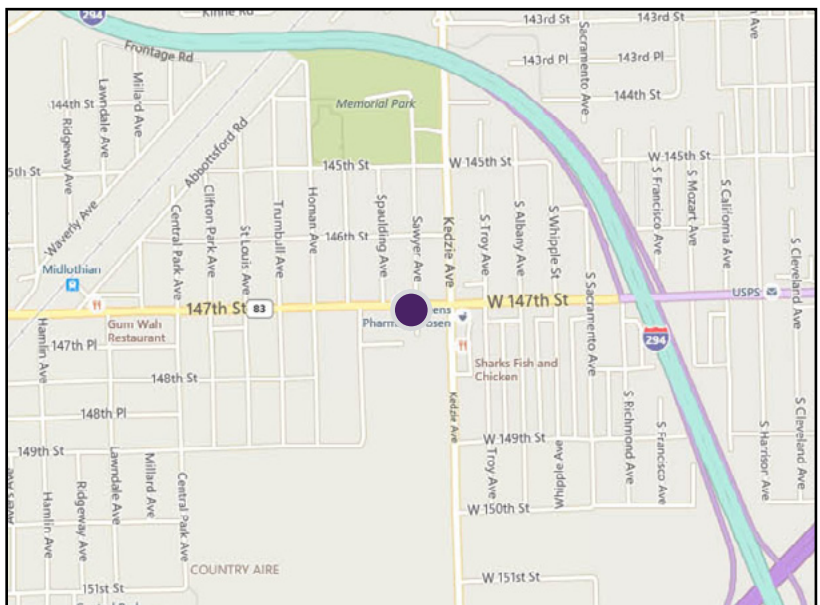 Kinne Rd
294
Frontage Rd
143rd St
143rd St
Sacramento Ave
143rd Pl
143rd Pl
144th St
144th St
Millard Ave
Lawndale Ave
Ridgeway Ave
Memorial Park
Abbottsford Rd
145th St
W 145th St
W 145th St
5th St
Waverly Ave
Central Park Ave
Clifton Park Ave
St Louis Ave
Trumbull Ave
Homan Ave
Spaulding Ave
Sawyer Ave
Kedzie Ave
S Troy Ave
S Albany Ave
S Whipple St
S Sacramento Ave
S Francisco Ave
S Mozart Ave
S California Ave
S Cleveland Ave
146th St
Midlothian
147th St
83
W 147th St
USPS
Gum Wah
Restaurant
ens
Pharm
osen
294
Hamlin Ave
147th Pl
Sharks Fish and
Chicken
148th St
148th Pl
Kedzie Ave
149th St
W 149th St
Troy Ave
Whipple Ave
S Richmond Ave
S Francisco Ave
S Harrisor Ave
S Cleveland Ave
Lawndale Ave
Millard Ave
Central Park Ave
Hamlin Ave
Ridgeway Ave
W 150th St
COUNTRY AIRE
151st St
W 151st St